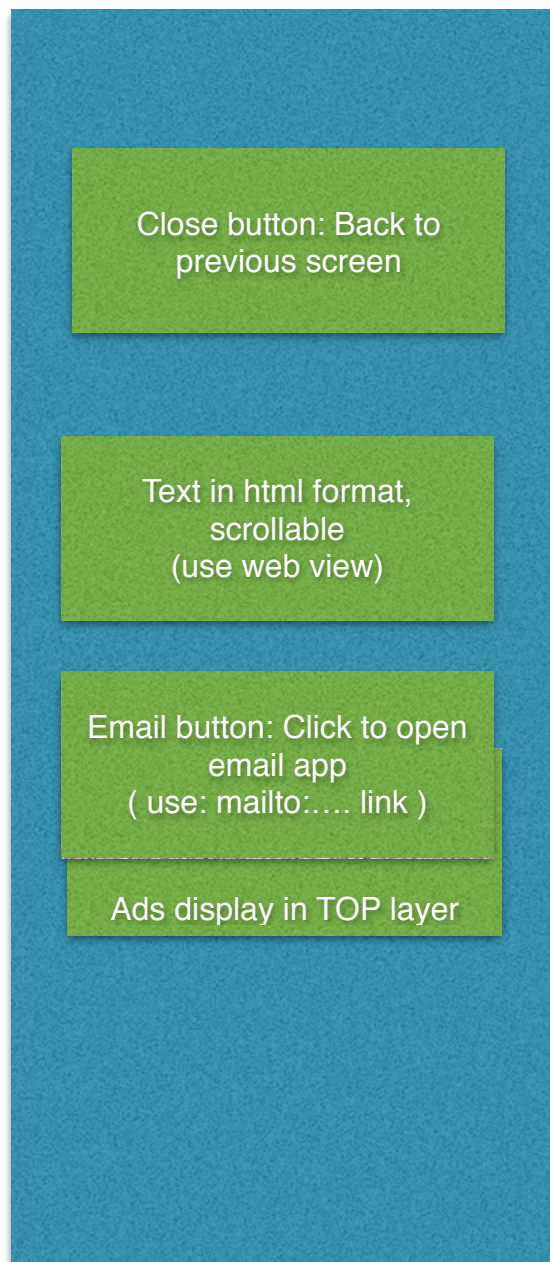 Close button: Back to
previous screen
Text in html format,
scrollable
(use web view)
Email button: Click to open
email app
( use: mailto:…. link )
Ads display in TOP layer